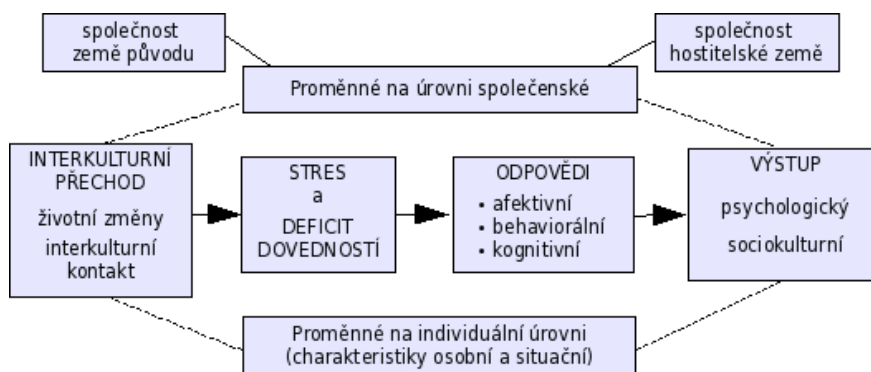 společnost
země původu
společnost
hostitelské země
Proměnné na úrovni společenské
INTERKULTURNÍ
PŘECHOD
životní změny
interkulturní
kontakt
STRES
a
DEFICIT
DOVEDNOSTÍ
ODPOVĚDI
• afektivní
• behaviorální
• kognitivní
VÝSTUP
psychologický
sociokulturní
Proměnné na individuální úrovni
(charakteristiky osobní a situační)